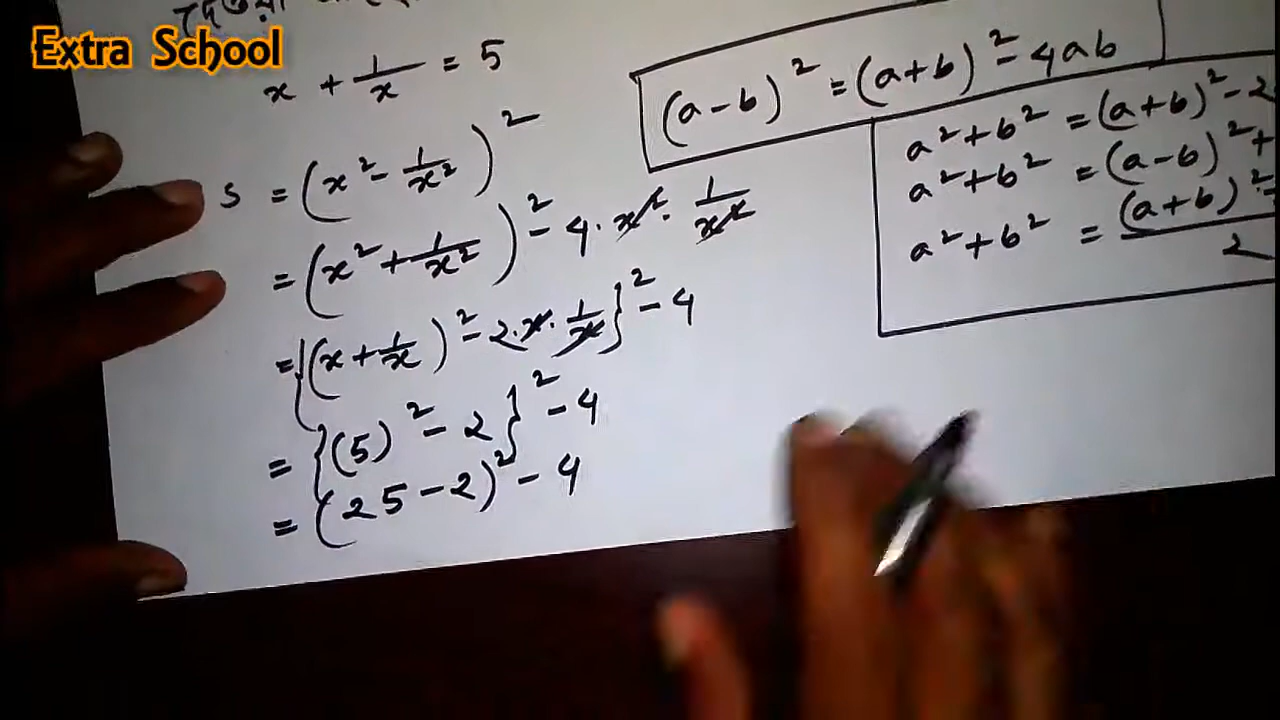 Extra School
x + 1/x = 5
s = (x² - 1/x²)²
= (x² + 1/x²)² - 4 · x² · 1/x²
= {(x + 1/x)² - 2 · x · 1/x}² - 4
= {(5)² - 2}² - 4
= (25 - 2)² - 4
(a - b)² = (a + b)² - 4ab
a² + b² = (a + b)² - 2
a² + b² = (a - b)² +
a² + b² = (a + b)² / 2